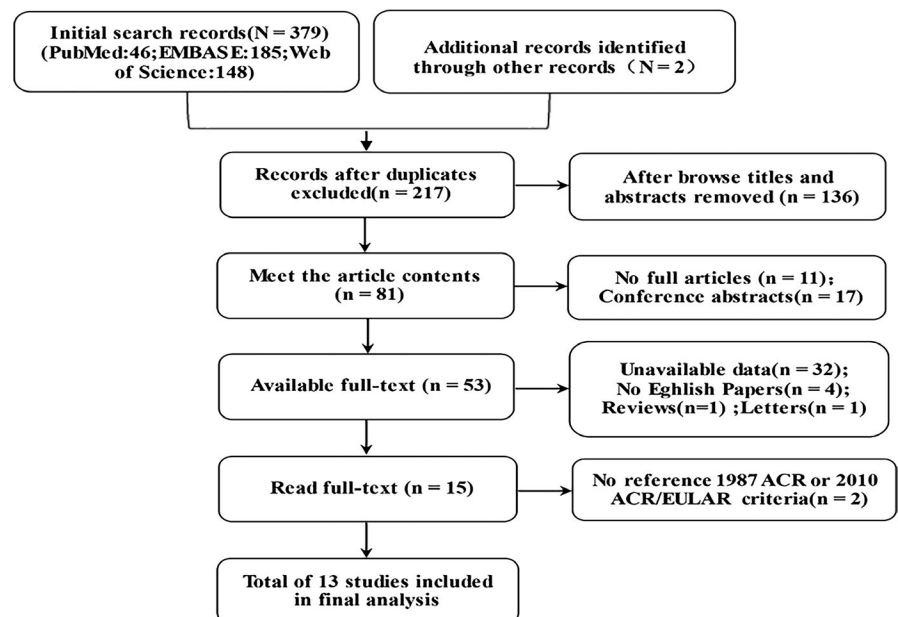 Initial search records(N = 379)
(PubMed:46;EMBASE:185;Web
of Science:148)
Additional records identified
through other records（N = 2）
Records after duplicates
excluded(n = 217)
After browse titles and
abstracts removed (n = 136)
Meet the article contents
(n = 81)
No full articles (n = 11)；
Conference abstracts(n = 17)
Available full-text (n = 53)
Unavailable data(n = 32);
No Eghlish Papers(n = 4);
Reviews(n=1) ;Letters(n = 1)
Read full-text (n = 15)
No reference 1987 ACR or 2010
ACR/EULAR criteria(n = 2)
Total of 13 studies included
in final analysis